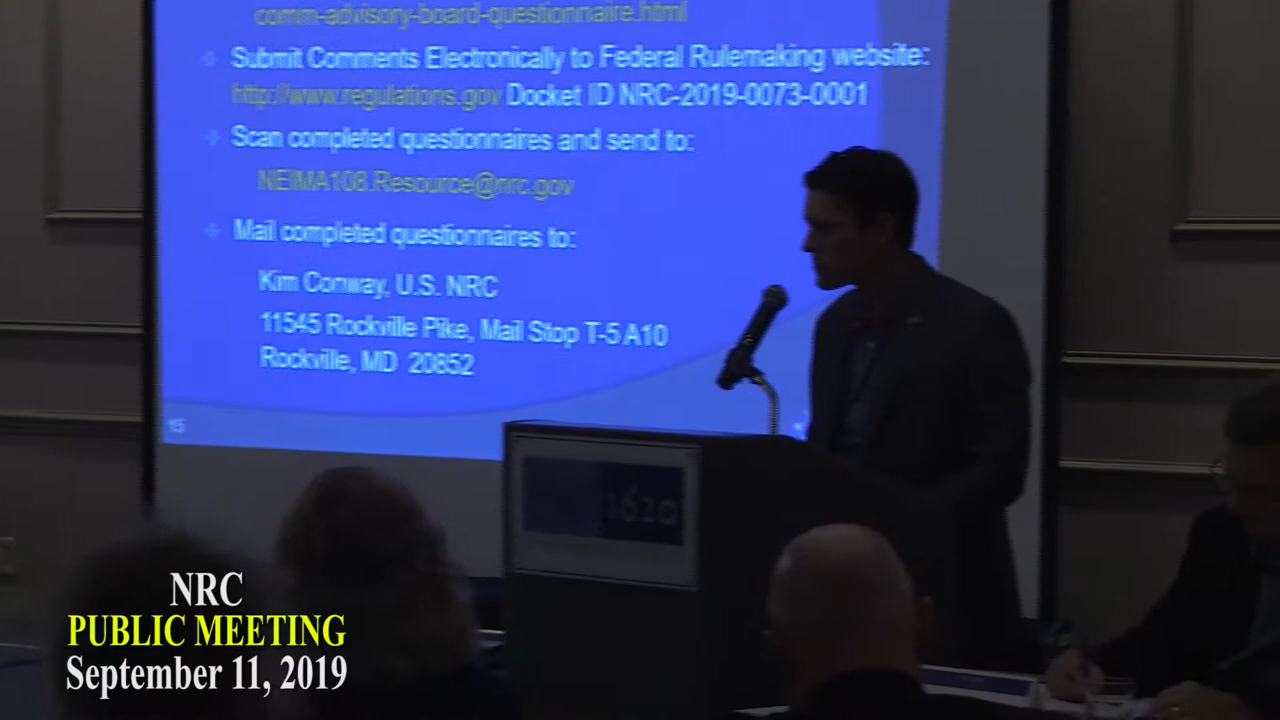 comm-advisory-board-questionnaire.html
Submit Comments Electronically to Federal Rulemaking website:
http://www.regulations.gov Docket ID NRC-2019-0073-0001
Scan completed questionnaires and send to:
NEIMA108.Resource@nrc.gov
Mail completed questionnaires to:
Kim Conway, U.S. NRC
11545 Rockville Pike, Mail Stop T-5 A10
Rockville, MD 20852
15
1620
NRC
PUBLIC MEETING
September 11, 2019